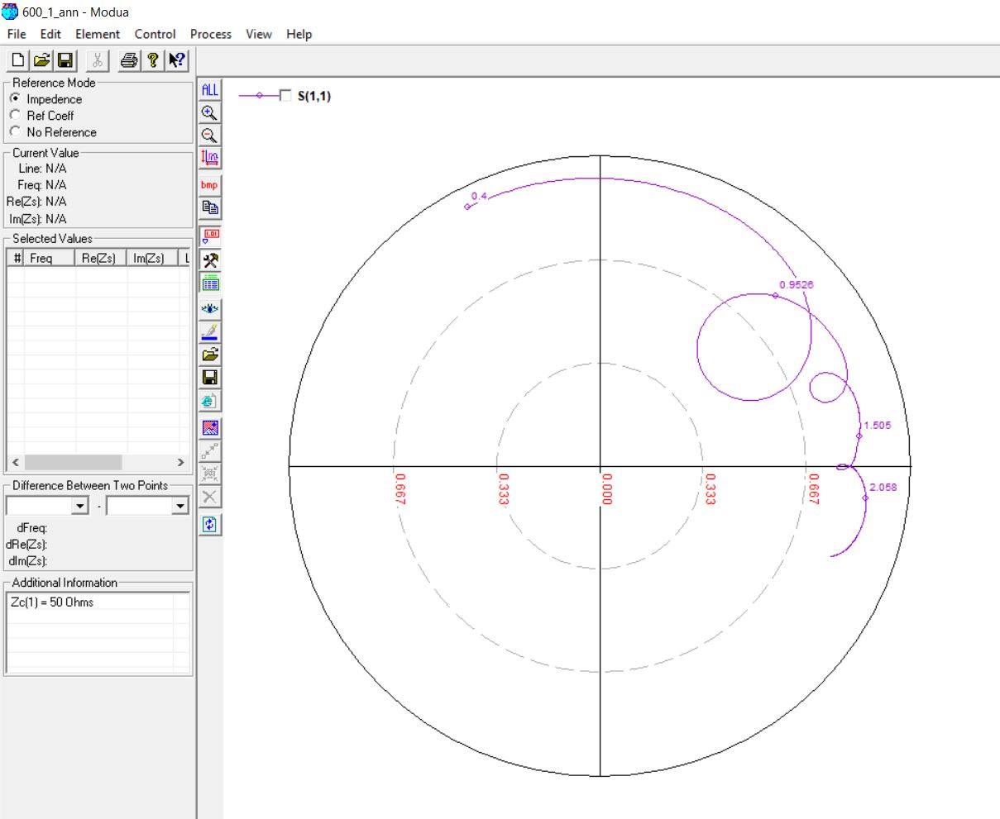 600_1_ann - Modua
File Edit Element Control Process View Help
Reference Mode
Impedence
Ref Coeff
No Reference
Current Value
Line: N/A
Freq: N/A
Re(Zs): N/A
Im(Zs): N/A
Selected Values
# Freq Re(Zs) Im(Zs) L
Difference Between Two Points
-
dFreq:
dRe(Zs):
dIm(Zs):
Additional Information
Zc(1) = 50 Ohms
ALL
bmp
1.01
S(1,1)
0.4
0.9526
1.505
2.058
0.667 0.333 0.000 0.333 0.667